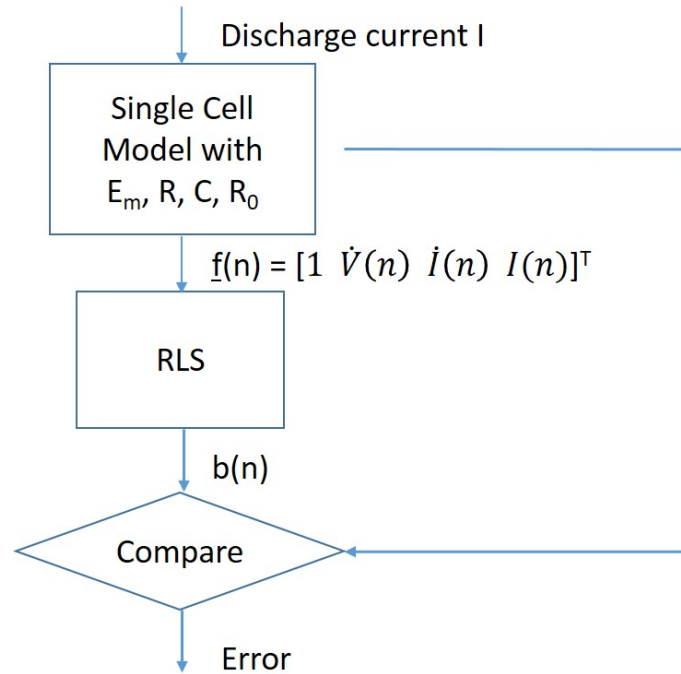 Discharge current I
Single Cell
Model with
Eₘ, R, C, R₀
f̲(n) = [1 V̇(n) İ(n) I(n)]ᵀ
RLS
b(n)
Compare
Error